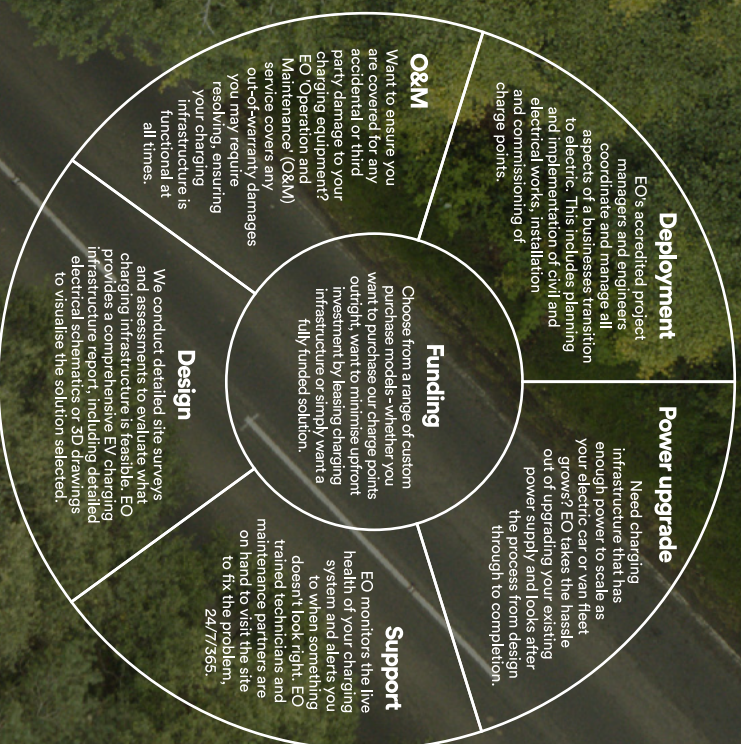 Deployment
EO's accredited project
managers and engineers
coordinate and manage all
aspects of a businesses transition
to electric. This includes planning
and implementation of civil and
electrical works, installation
and commissioning of
charge points.
Power upgrade
Need charging
infrastructure that has
enough power to scale as
your electric car or van fleet
grows? EO takes the hassle
out of upgrading your existing
power supply and looks after
the process from design
through to completion.
Support
EO monitors the live
health of your charging
system and alerts you
to when something
doesn't look right. EO
trained technicians and
maintenance partners are
on hand to visit the site
to fix the problem,
24/7/365.
Design
We conduct detailed site surveys
and assessments to evaluate what
charging infrastructure is feasible. EO
provides a comprehensive EV charging
infrastructure report, including detailed
electrical schematics or 3D drawings
to visualise the solution selected.
O&M
Want to ensure you
are covered for any
accidental or third
party damage to your
charging equipment?
EO 'Operation and
Maintenance' (O&M)
service covers any
out-of-warranty damages
you may require
resolving, ensuring
your charging
infrastructure is
functional at
all times.
Funding
Choose from a range of custom
purchase models - whether you
want to purchase our charge points
outright, want to minimise upfront
investment by leasing charging
infrastructure or simply want a
fully funded solution.